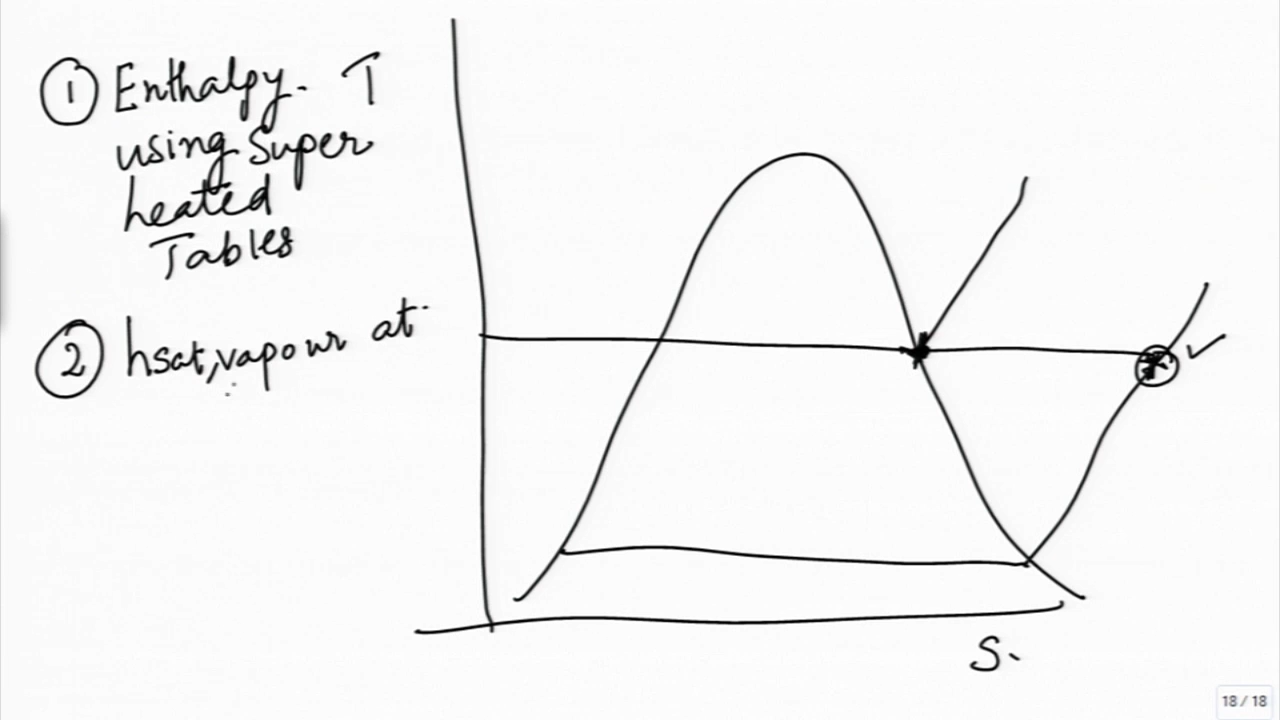 ① Enthalpy. T
using Super
heated
Tables
② hsat,vapour at
S.
18 / 18